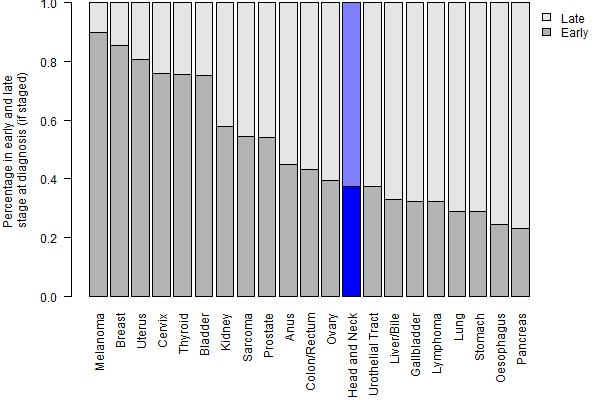 Percentage in early and late
stage at diagnosis (if staged)
1.0
0.8
0.6
0.4
0.2
0.0
Late
Early
Melanoma
Breast
Uterus
Cervix
Thyroid
Bladder
Kidney
Sarcoma
Prostate
Anus
Colon/Rectum
Ovary
Head and Neck
Urothelial Tract
Liver/Bile
Gallbladder
Lymphoma
Lung
Stomach
Oesophagus
Pancreas